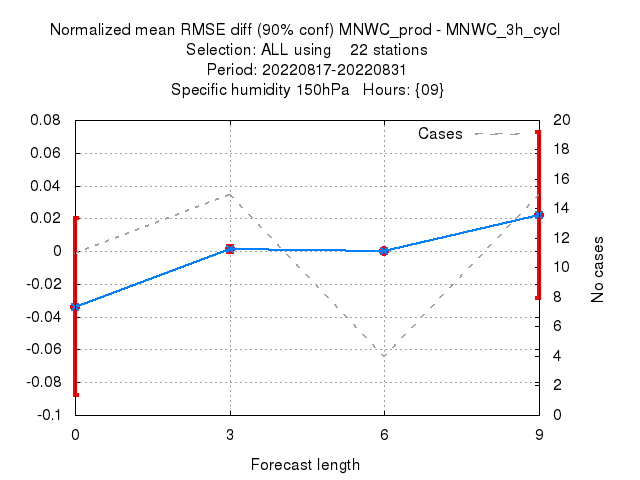 Normalized mean RMSE diff (90% conf) MNWC_prod - MNWC_3h_cycl
Selection: ALL using 22 stations
Period: 20220817-20220831
Specific humidity 150hPa Hours: {09}
Cases
0.08
0.06
0.04
0.02
0
-0.02
-0.04
-0.06
-0.08
-0.1
20
18
16
14
12
10
8
6
4
2
0
No cases
0 3 6 9
Forecast length